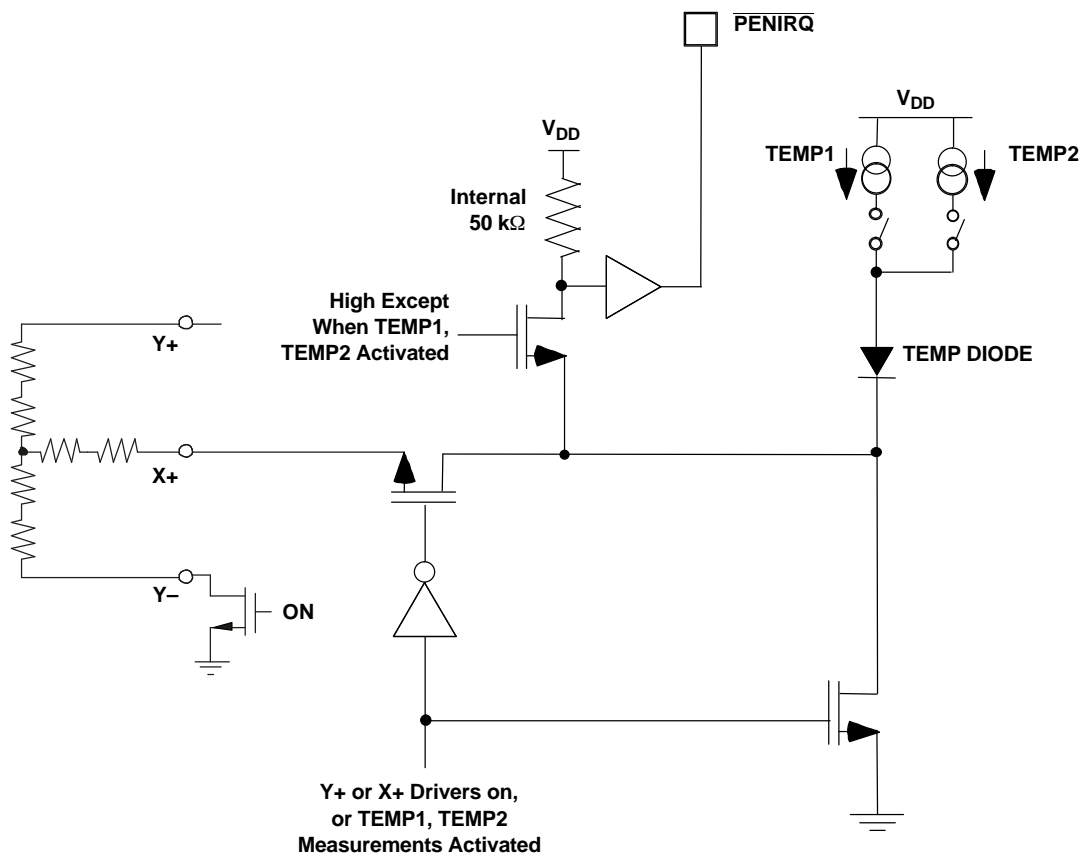 PENIRQ
VDD
TEMP1
TEMP2
VDD
Internal
50 kΩ
High Except
When TEMP1,
TEMP2 Activated
Y+
TEMP DIODE
X+
Y–
ON
Y+ or X+ Drivers on,
or TEMP1, TEMP2
Measurements Activated